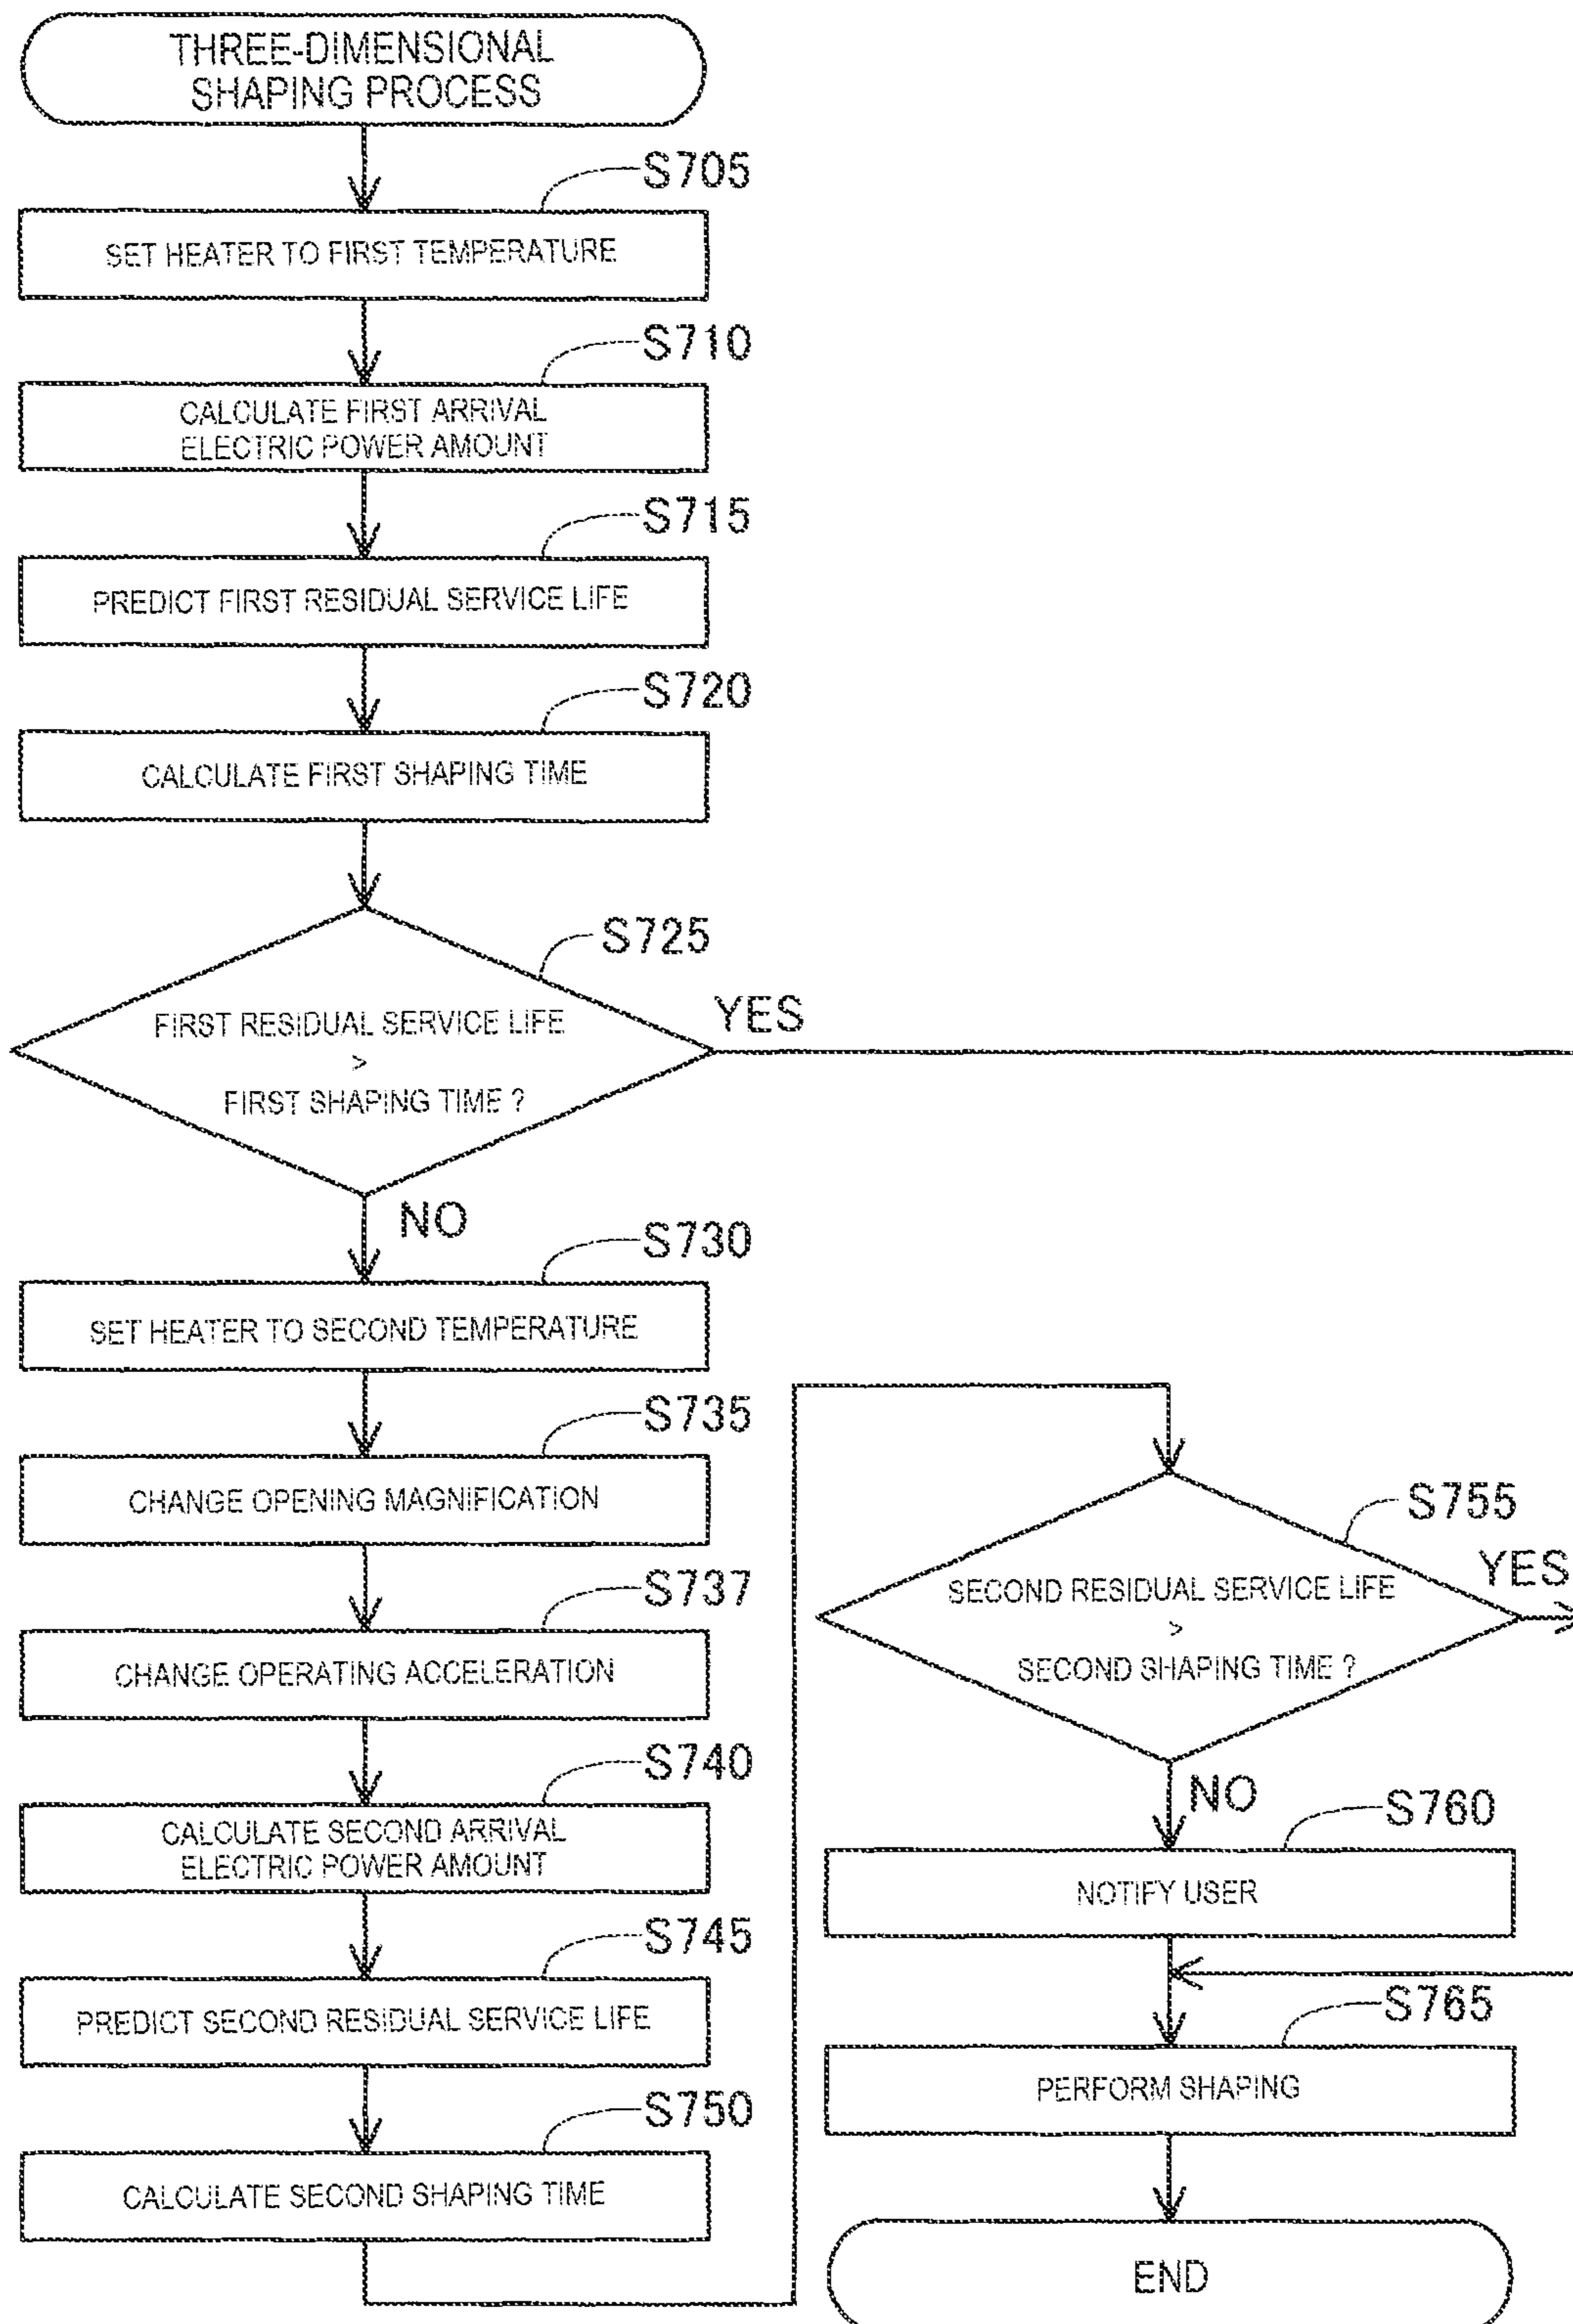 THREE-DIMENSIONAL
SHAPING PROCESS
S705
SET HEATER TO FIRST TEMPERATURE
S710
CALCULATE FIRST ARRIVAL
ELECTRIC POWER AMOUNT
S715
PREDICT FIRST RESIDUAL SERVICE LIFE
S720
CALCULATE FIRST SHAPING TIME
S725
FIRST RESIDUAL SERVICE LIFE
>
FIRST SHAPING TIME ?
YES
NO
S730
SET HEATER TO SECOND TEMPERATURE
S735
CHANGE OPENING MAGNIFICATION
S737
CHANGE OPERATING ACCELERATION
S740
CALCULATE SECOND ARRIVAL
ELECTRIC POWER AMOUNT
S745
PREDICT SECOND RESIDUAL SERVICE LIFE
S750
CALCULATE SECOND SHAPING TIME
S755
SECOND RESIDUAL SERVICE LIFE
>
SECOND SHAPING TIME ?
YES
NO
S760
NOTIFY USER
S765
PERFORM SHAPING
END